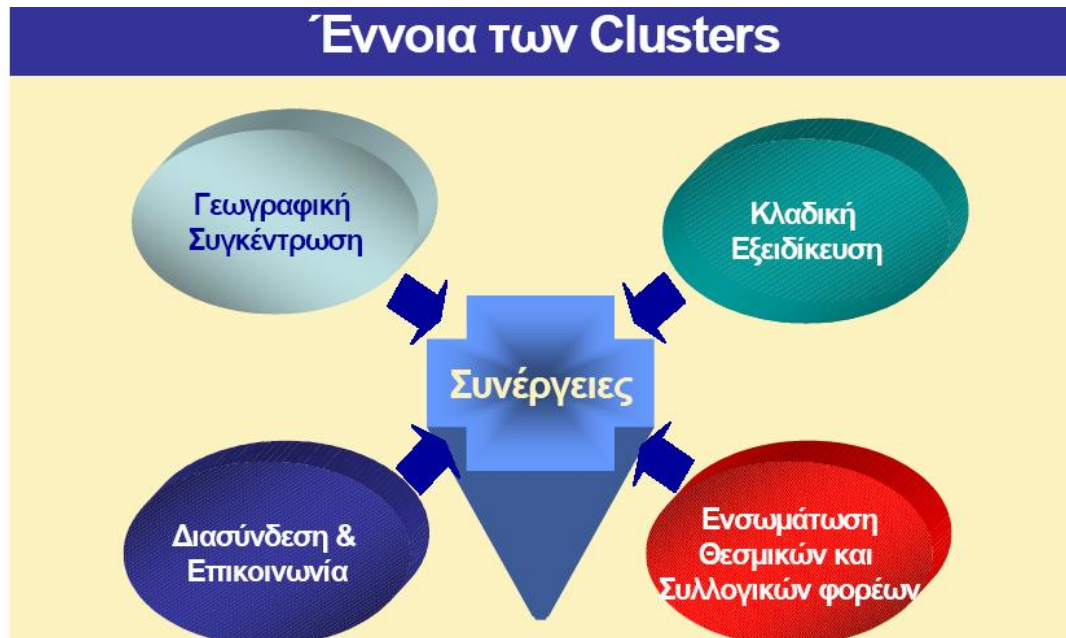 Έννοια των Clusters
Γεωγραφική
Συγκέντρωση
Κλαδική
Εξειδίκευση
Συνέργειες
Διασύνδεση &
Επικοινωνία
Ενσωμάτωση
Θεσμικών και
Συλλογικών φορέων